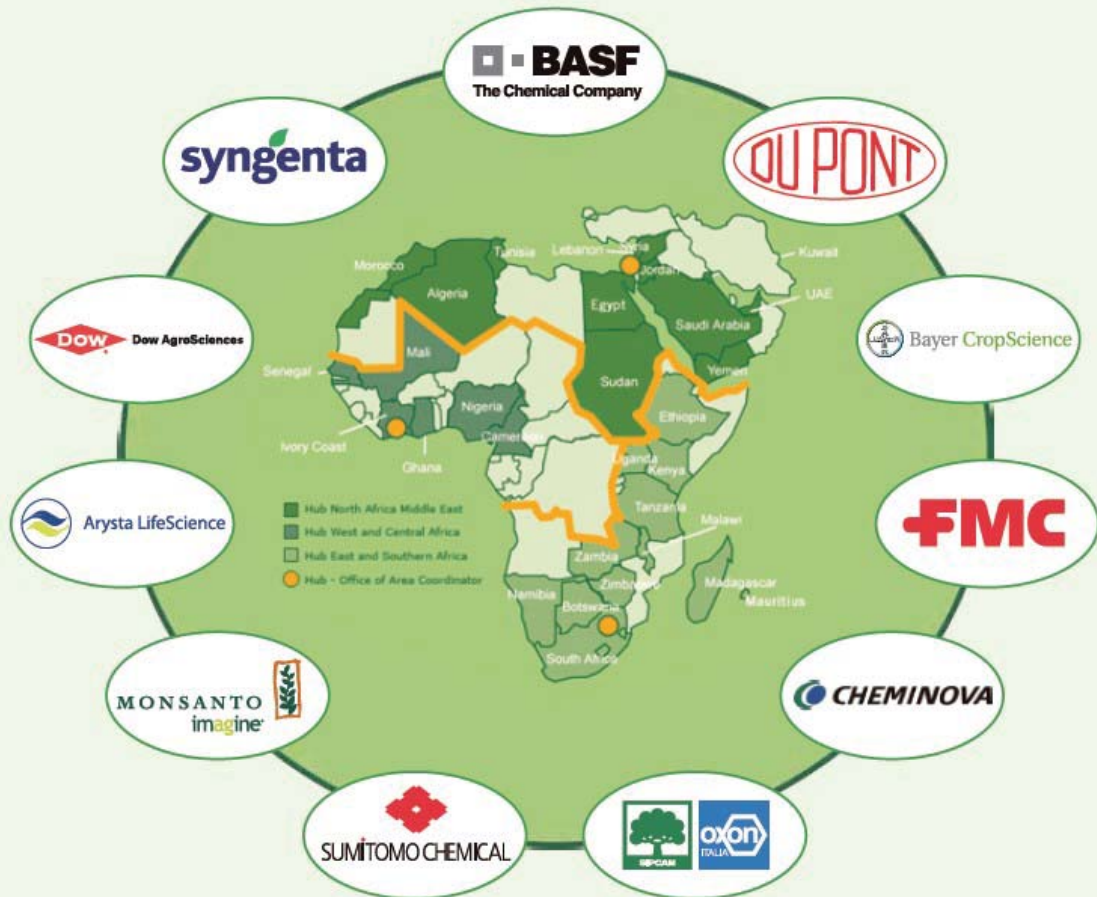 BASF
The Chemical Company
syngenta
DU PONT
Dow
Dow AgroSciences
Bayer CropScience
Arysta LifeScience
FMC
MONSANTO
imagine
CHEMINOVA
SUMITOMO CHEMICAL
SIPCAM
oxon
ITALIA
Morocco
Algeria
Tunisia
Lebanon
Syria
Jordan
Kuwait
UAE
Egypt
Saudi Arabia
Mali
Senegal
Sudan
Yemen
Nigeria
Ethiopia
Ivory Coast
Cameroon
Ghana
Uganda
Kenya
Tanzania
Malawi
Zambia
Zimbabwe
Madagascar
Mauritius
Namibia
Botswana
South Africa
Hub North Africa Middle East
Hub West and Central Africa
Hub East and Southern Africa
Hub - Office of Area Coordinator